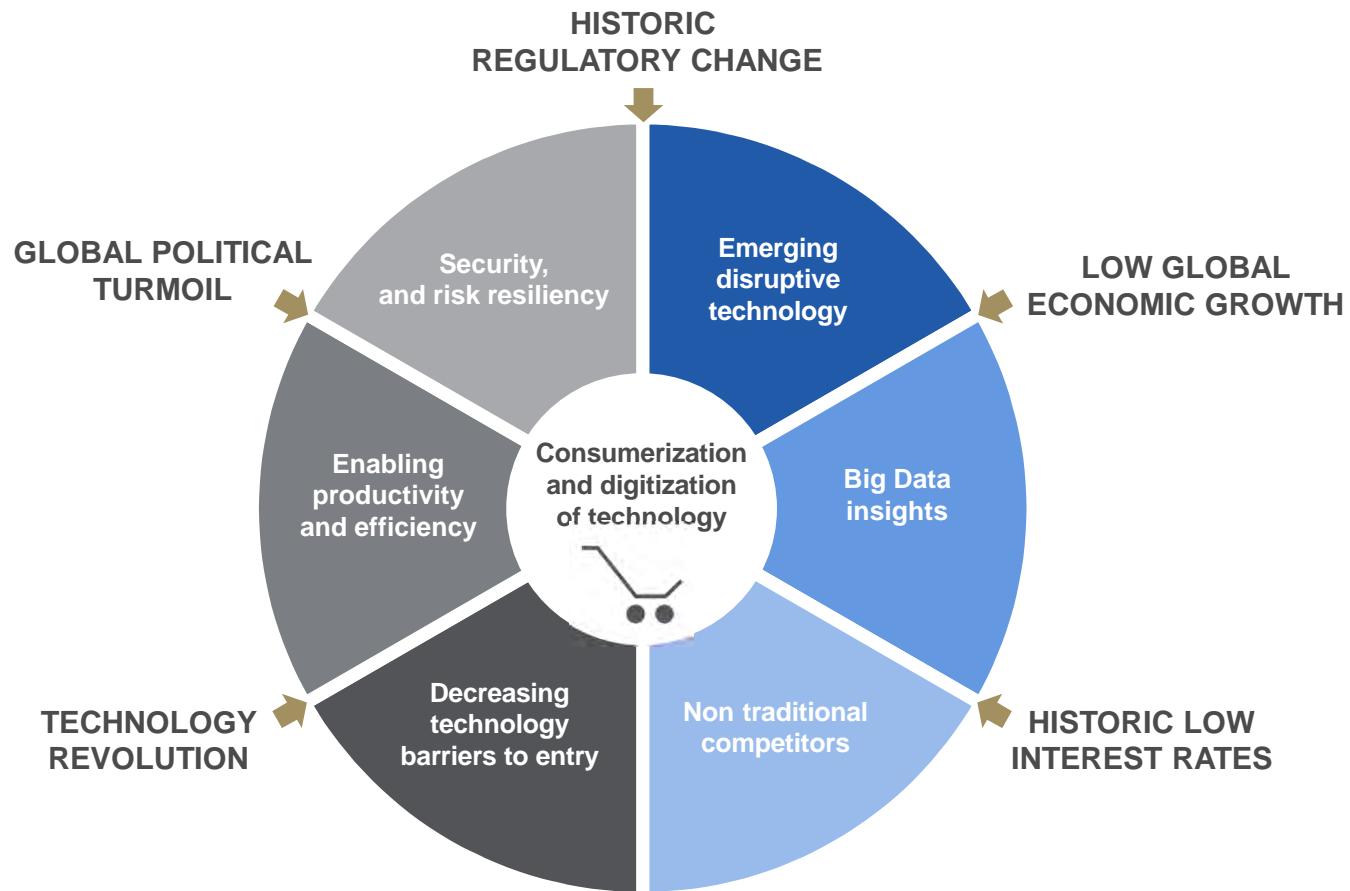 HISTORIC
REGULATORY CHANGE
GLOBAL POLITICAL
TURMOIL
LOW GLOBAL
ECONOMIC GROWTH
Security,
and risk resiliency
Emerging
disruptive
technology
Enabling
productivity
and efficiency
Consumerization
and digitization
of technology
Big Data
insights
Decreasing
technology
barriers to entry
Non traditional
competitors
TECHNOLOGY
REVOLUTION
HISTORIC LOW
INTEREST RATES